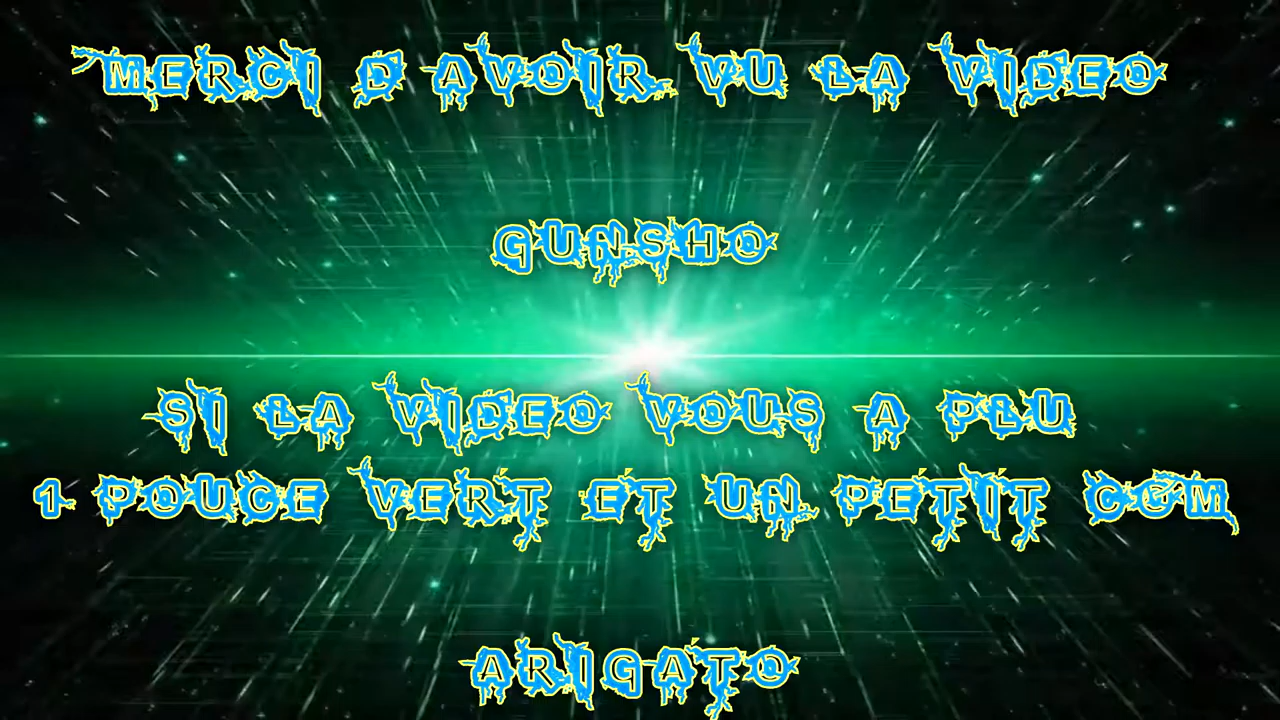 MERCI D AVOIR VU LA VIDEO
GUNSHO
SI LA VIDEO VOUS A PLU
1 POUCE VERT ET UN PETIT COM
ARIGATO